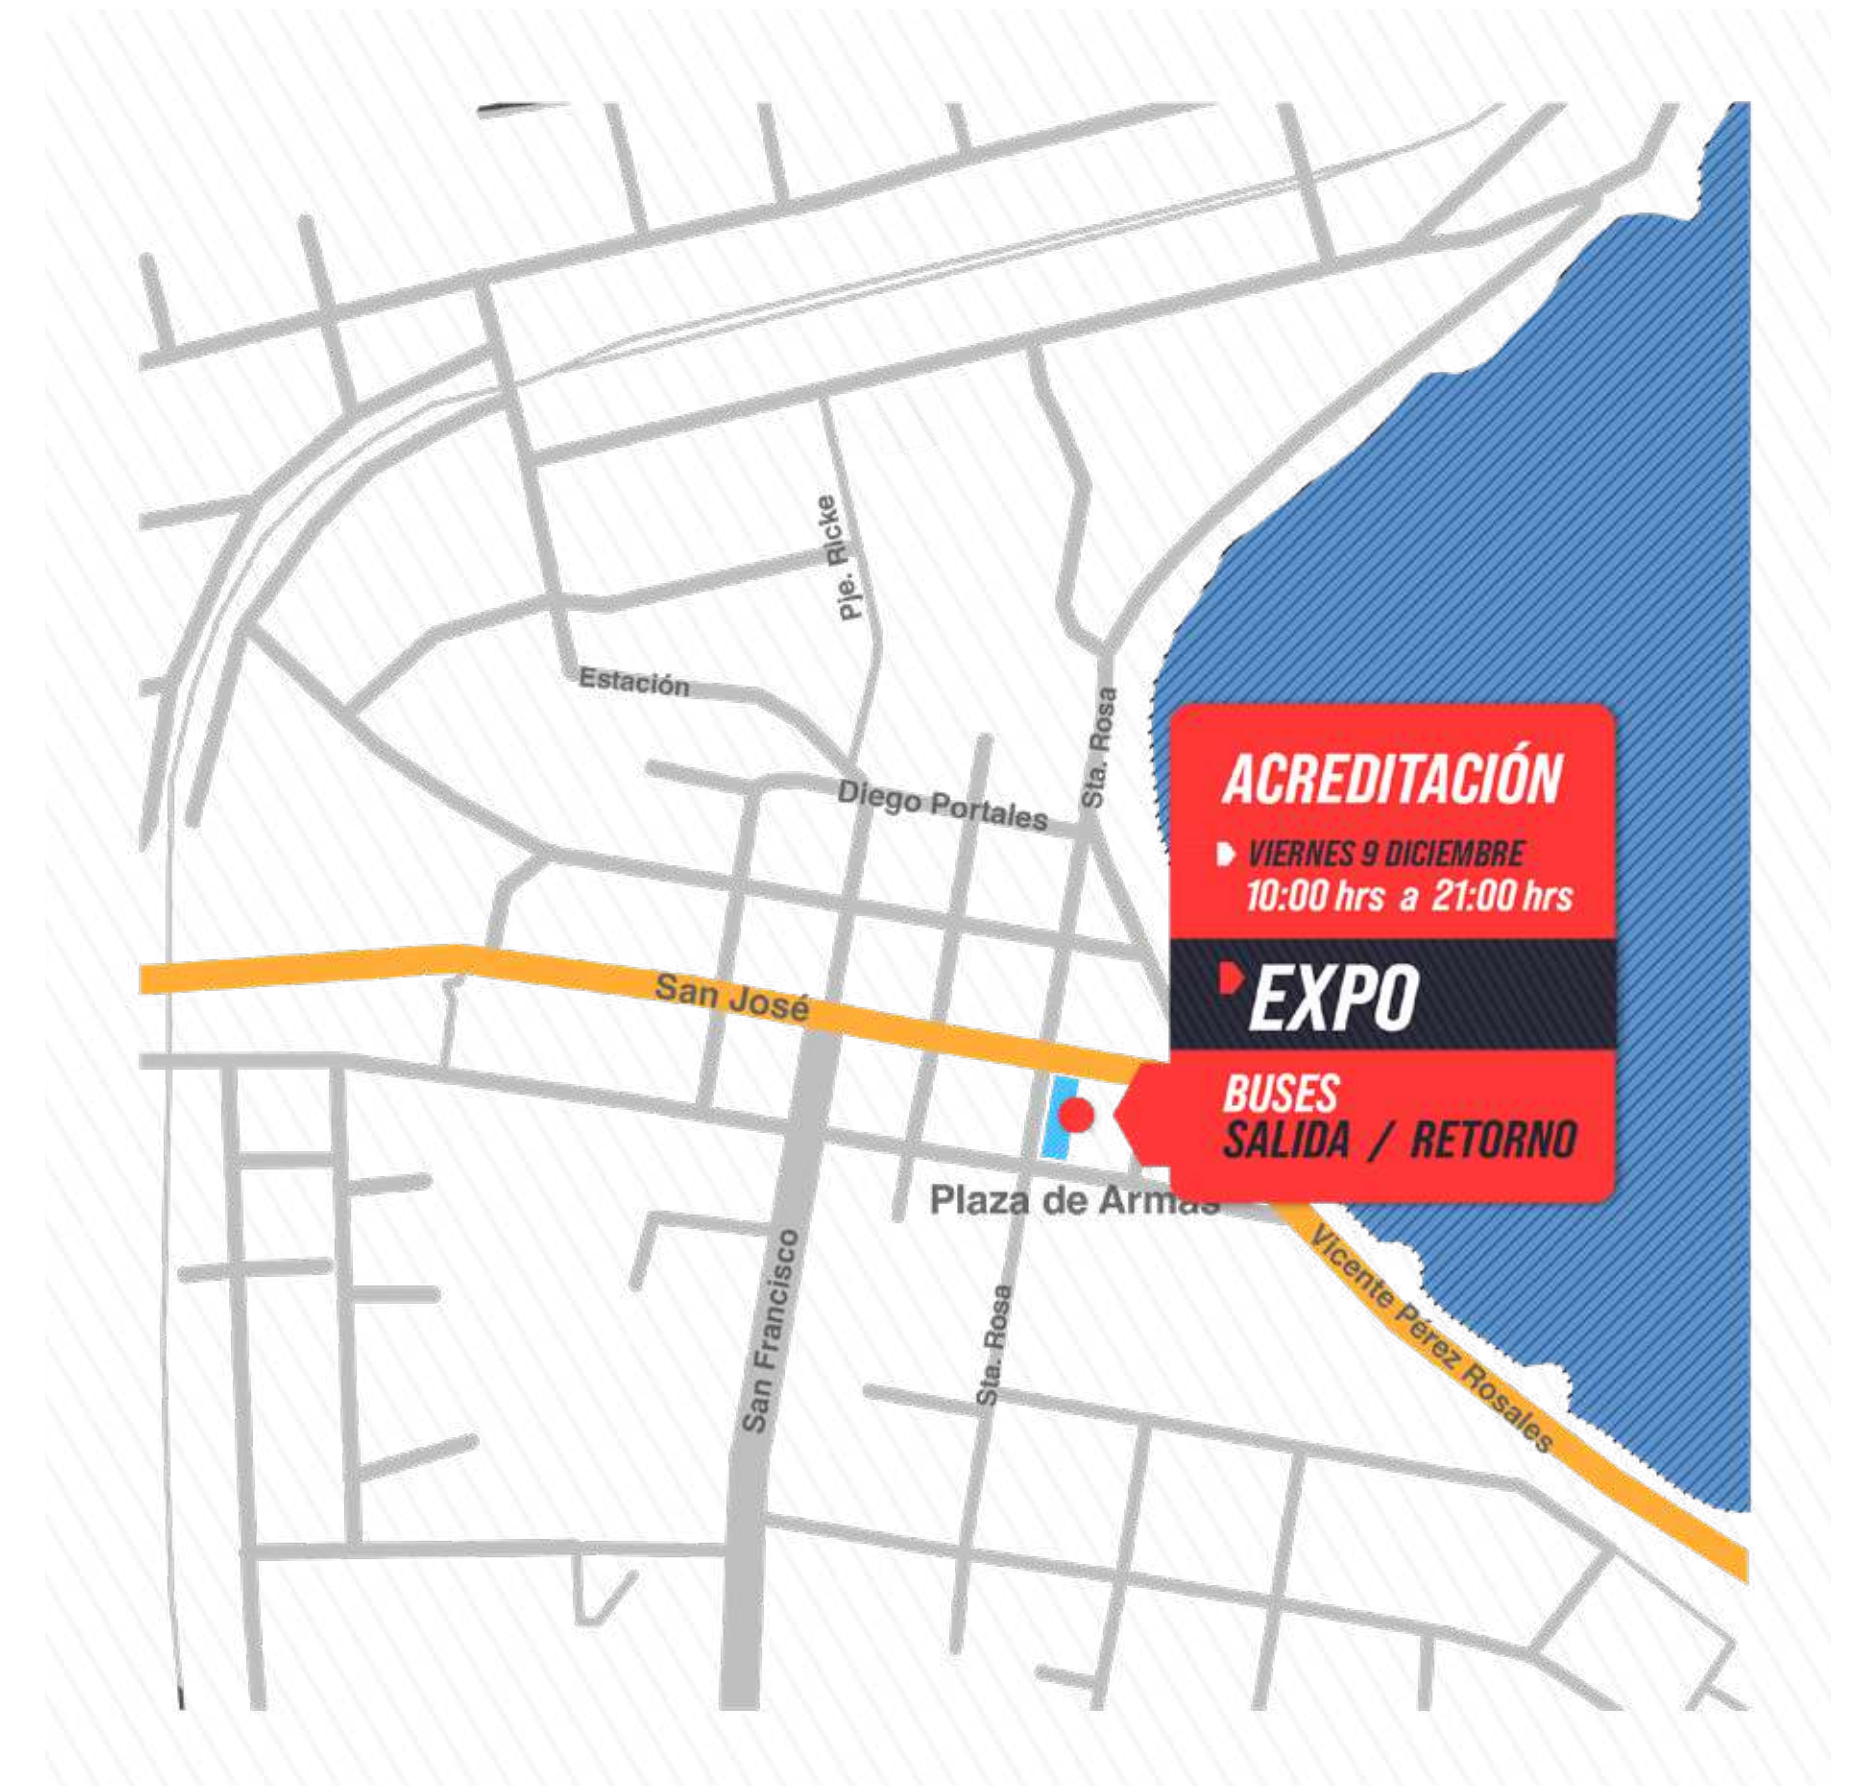 Pje. Ricke
Estación
Sta. Rosa
Diego Portales
ACREDITACIÓN
VIERNES 9 DICIEMBRE
10:00 hrs a 21:00 hrs
EXPO
San José
BUSES
SALIDA / RETORNO
Plaza de Armas
San Francisco
Sta. Rosa
Vicente Pérez Rosales